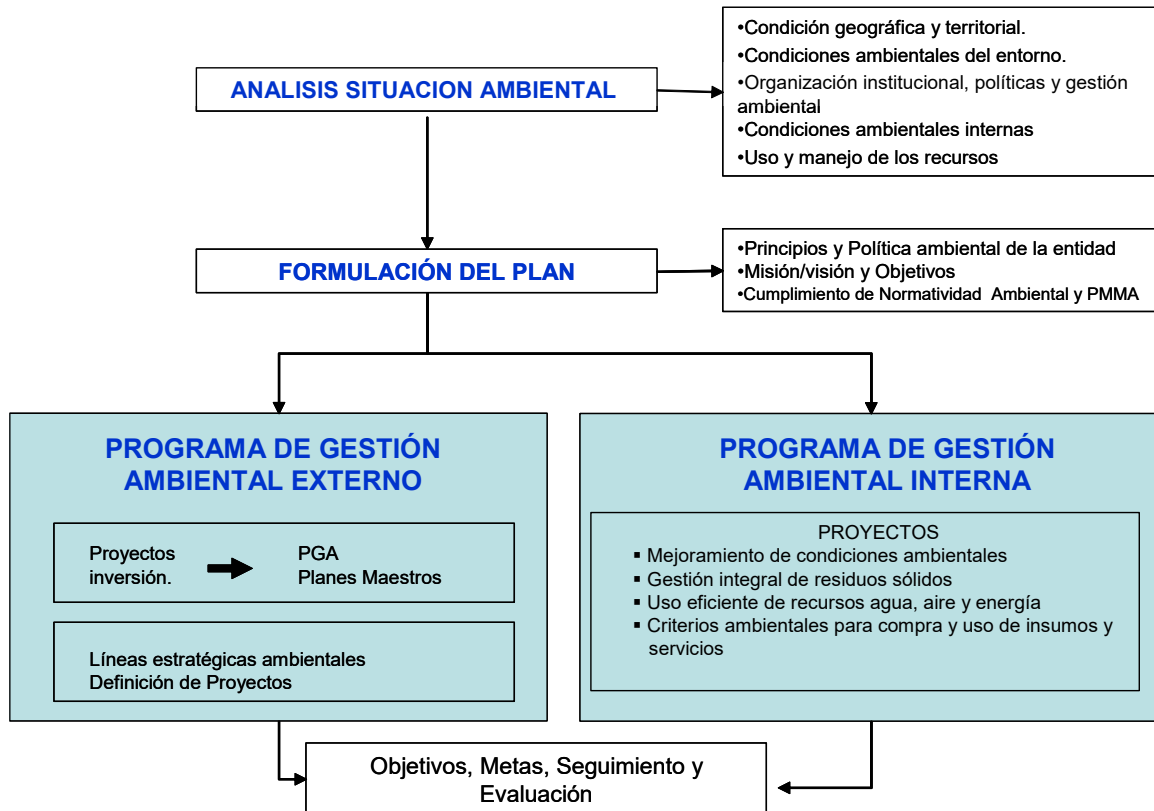 ANALISIS SITUACION AMBIENTAL
•Condición geográfica y territorial.
•Condiciones ambientales del entorno.
•Organización institucional, políticas y gestión
ambiental
•Condiciones ambientales internas
•Uso y manejo de los recursos
FORMULACIÓN DEL PLAN
•Principios y Política ambiental de la entidad
•Misión/visión y Objetivos
•Cumplimiento de Normatividad Ambiental y PMMA
PROGRAMA DE GESTIÓN
AMBIENTAL EXTERNO
Proyectos
inversión.
PGA
Planes Maestros
Líneas estratégicas ambientales
Definición de Proyectos
PROGRAMA DE GESTIÓN
AMBIENTAL INTERNA
PROYECTOS
▪ Mejoramiento de condiciones ambientales
▪ Gestión integral de residuos sólidos
▪ Uso eficiente de recursos agua, aire y energía
▪ Criterios ambientales para compra y uso de insumos y
servicios
Objetivos, Metas, Seguimiento y
Evaluación